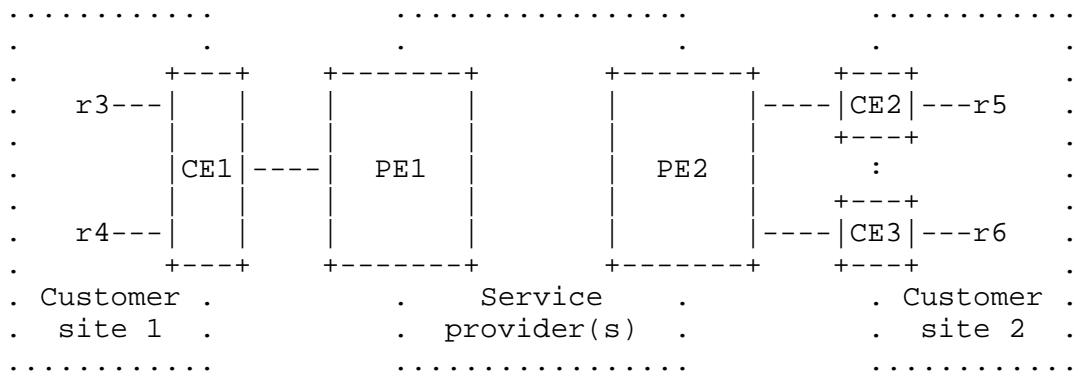 r3 CE2 r5
CE1 PE1 PE2 :
r4 CE3 r6
Customer Service Customer
site 1 provider(s) site 2